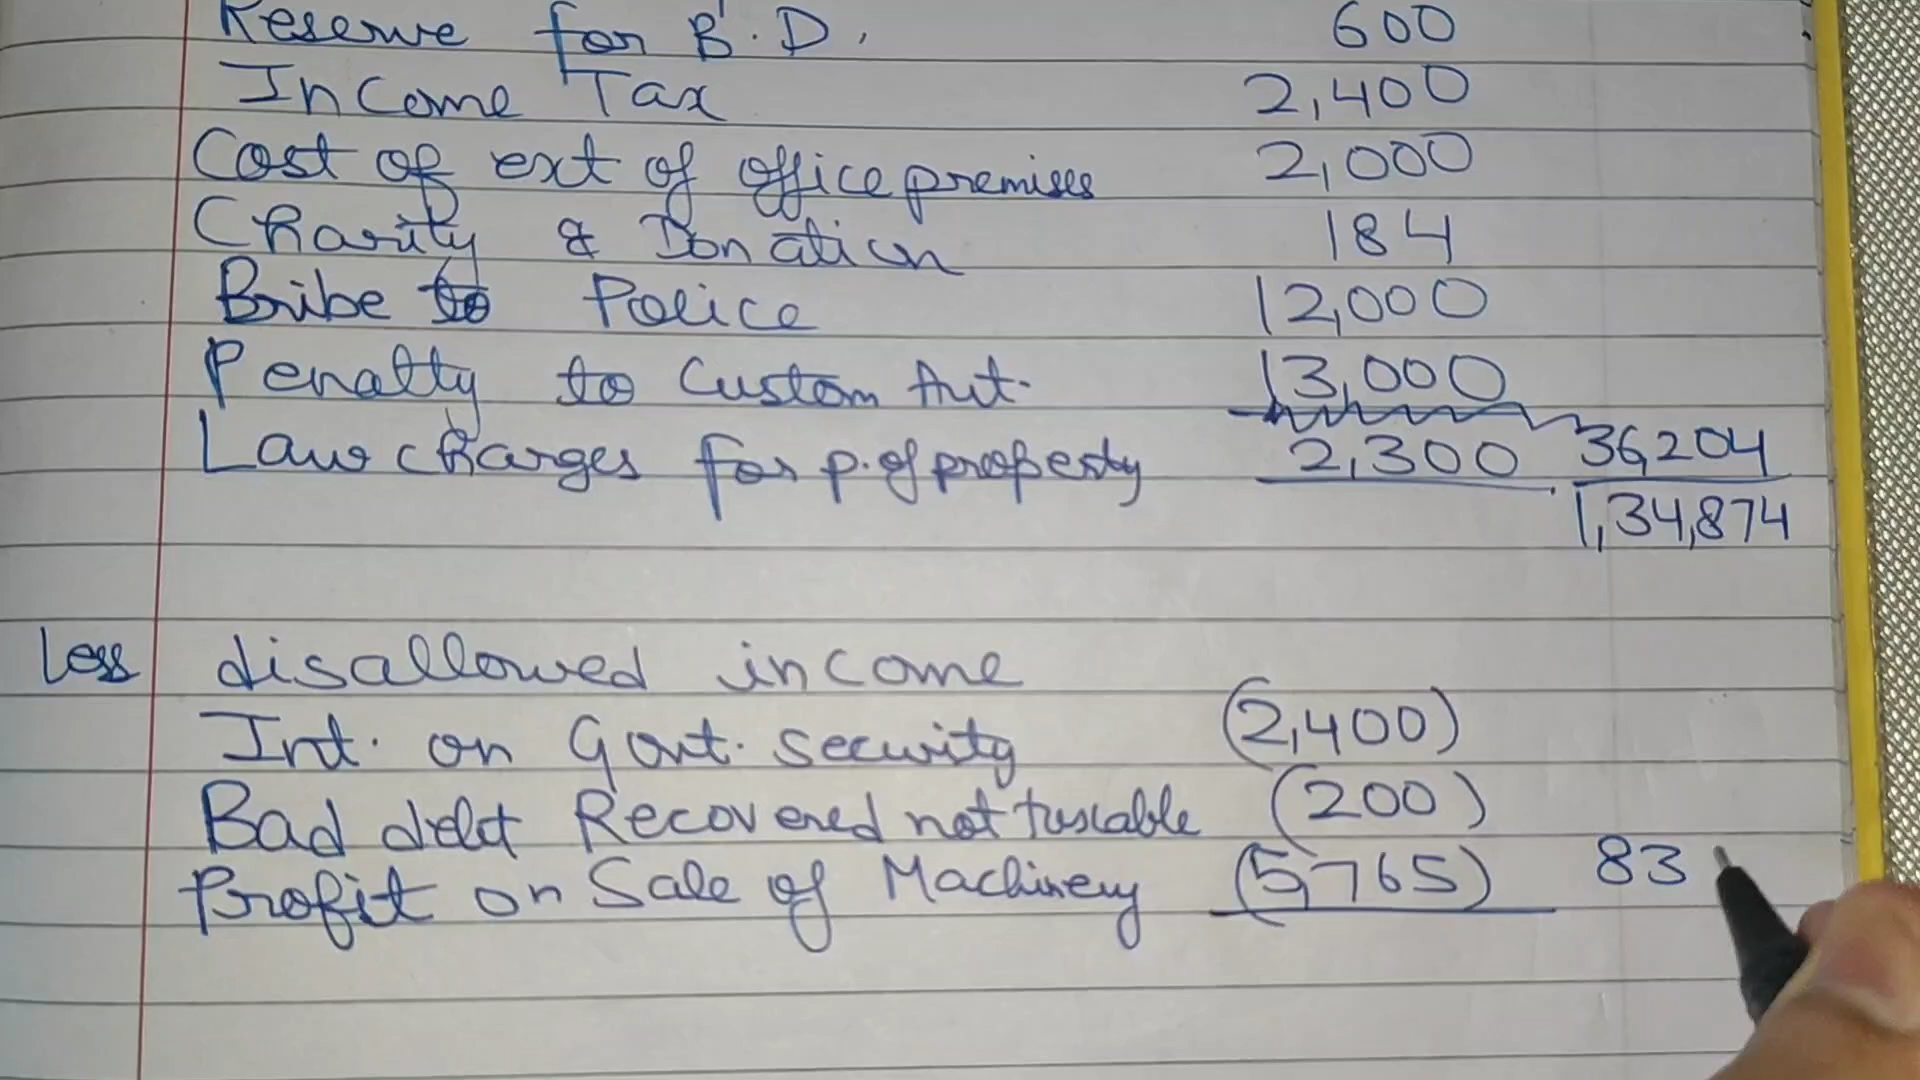 Reserve for B.D. 600
Income Tax 2,400
Cost of ext of office premises 2,000
Charity & Donation 184
Bribe to Police 12,000
Penalty to Custom Aut. 13,000
Law charges for p. of property 2,300 36,204
1,34,874
Less disallowed income
Int. on Govt. security (2,400)
Bad debt Recovered not taxable (200)
Profit on Sale of Machinery (5,765) 83